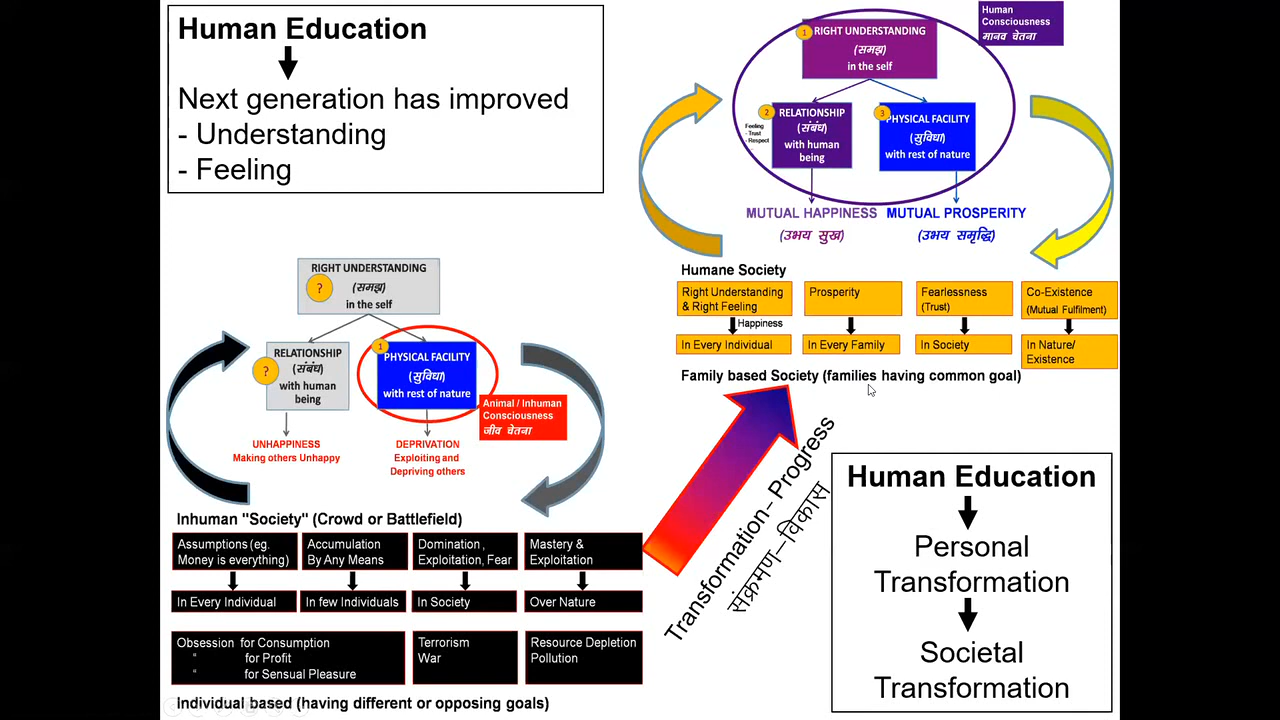 Human Education
Next generation has improved
- Understanding
- Feeling
Human
Consciousness
मानव चेतना
1
RIGHT UNDERSTANDING
(समझ)
in the self
2
RELATIONSHIP
(संबंध)
with human
being
Feeling
- Trust
- Respect
3
PHYSICAL FACILITY
(सुविधा)
with rest of nature
MUTUAL HAPPINESS
(उभय सुख)
MUTUAL PROSPERITY
(उभय समृद्धि)
Humane Society
Right Understanding
& Right Feeling
Happiness
In Every Individual
Prosperity
In Every Family
Fearlessness
(Trust)
In Society
Co-Existence
(Mutual Fulfilment)
In Nature/
Existence
Family based Society (families having common goal)
RIGHT UNDERSTANDING
?
(समझ)
in the self
RELATIONSHIP
?
(संबंध)
with human
being
1
PHYSICAL FACILITY
(सुविधा)
with rest of nature
Animal / Inhuman
Consciousness
जीव चेतना
UNHAPPINESS
Making others Unhappy
DEPRIVATION
Exploiting and
Depriving others
Inhuman "Society" (Crowd or Battlefield)
Assumptions (eg.
Money is everything)
In Every Individual
Accumulation
By Any Means
In few Individuals
Domination ,
Exploitation, Fear
In Society
Mastery &
Exploitation
Over Nature
Obsession for Consumption
" for Profit
" for Sensual Pleasure
Terrorism
War
Resource Depletion
Pollution
Individual based (having different or opposing goals)
Transformation– Progress
संक्रमण–विकास
Human Education
Personal
Transformation
Societal
Transformation